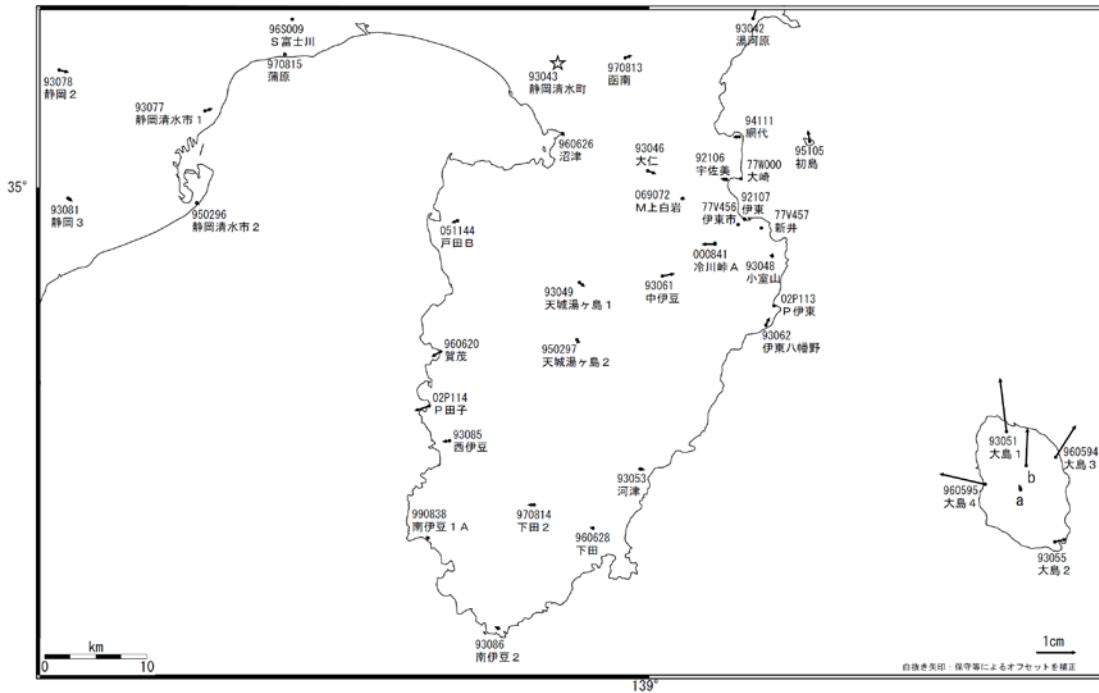 96S009
S富士川
93042
湯河原
970815
蒲原
93043
静岡清水町
970813
函南
93078
静岡2
93077
静岡清水市1
94111
網代
95105
初島
960626
沼津
93046
大仁
92106
宇佐美
77W000
大崎
35°
069072
M上白岩
92107
伊東
77V456
伊東市
77V457
新井
93081
静岡3
950296
静岡清水市2
051144
戸田B
000841
冷川峠A
93048
小室山
93049
天城湯ヶ島1
93061
中伊豆
02P113
P伊東
93062
伊東八幡野
960620
賀茂
950297
天城湯ヶ島2
02P114
P田子
93085
西伊豆
93051
大島1
960594
大島3
b
93053
河津
960595
大島4
a
990838
南伊豆1A
970814
下田2
960628
下田
93055
大島2
93086
南伊豆2
km
0 10
1cm
白抜き矢印:保守等によるオフセットを補正
139°